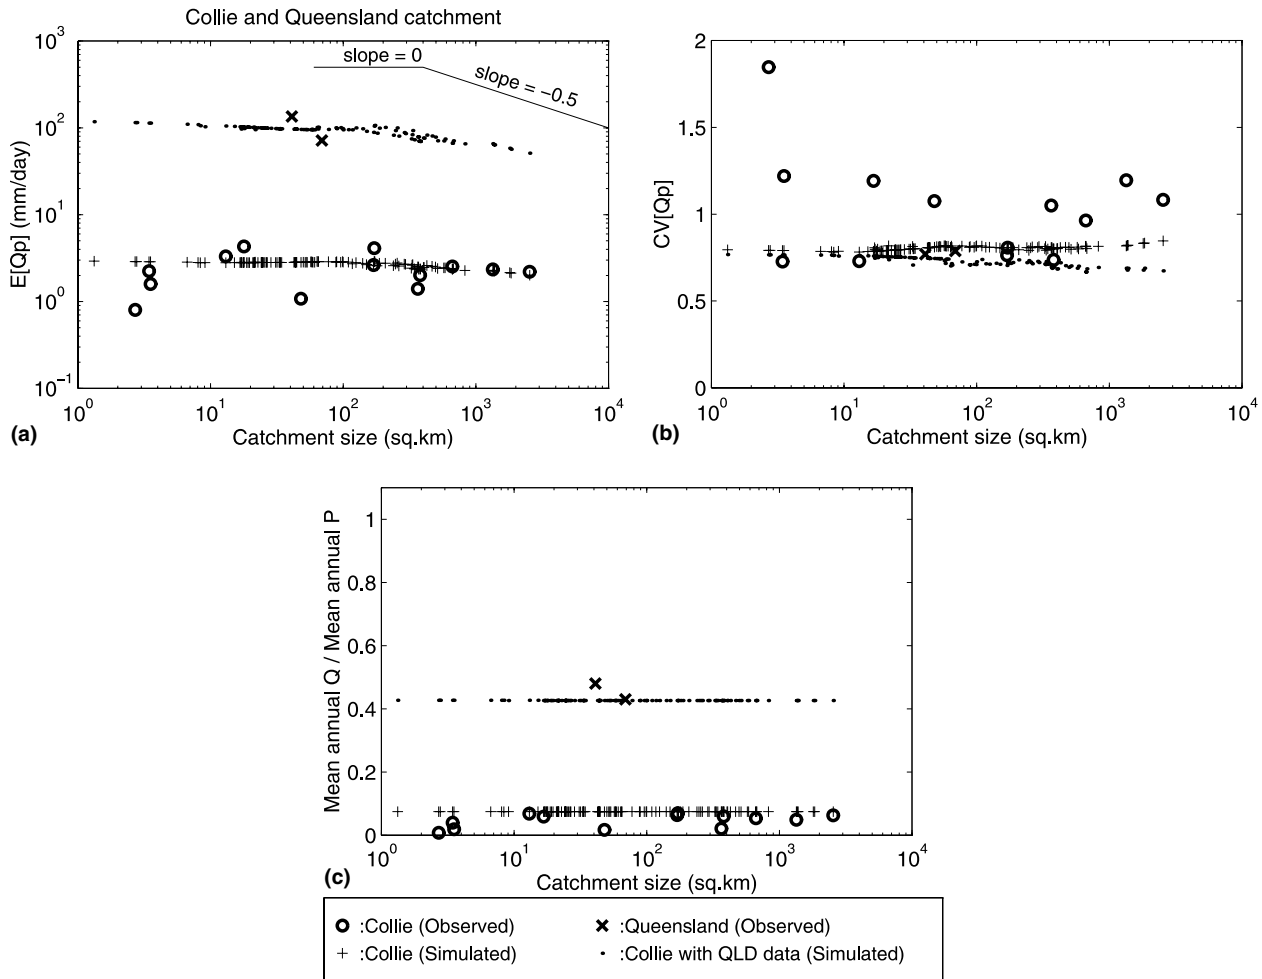 Collie and Queensland catchment
10^3
10^2
10^1
10^0
10^−1
E[Qp] (mm/day)
slope = 0
slope = −0.5
10^0
10^1
10^2
10^3
10^4
(a)
Catchment size (sq.km)
2
1.5
1
0.5
0
CV[Qp]
10^0
10^1
10^2
10^3
10^4
(b)
Catchment size (sq.km)
1
0.8
0.6
0.4
0.2
0
Mean annual Q / Mean annual P
10^0
10^1
10^2
10^3
10^4
(c)
Catchment size (sq.km)
:Collie (Observed)
:Queensland (Observed)
:Collie (Simulated)
:Collie with QLD data (Simulated)